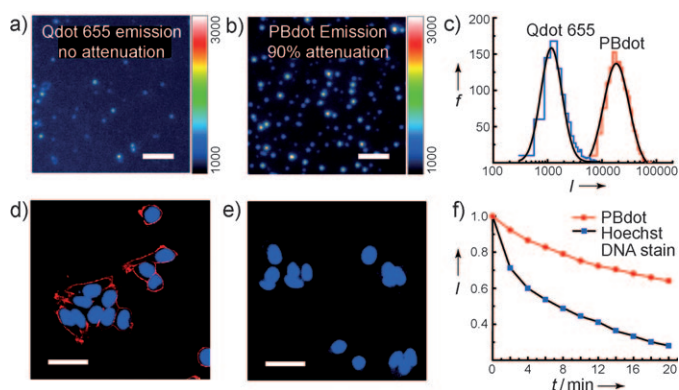 a) Qdot 655 emission
no attenuation
3000
1000
b) PBdot Emission
90% attenuation
3000
1000
c)
Qdot 655
PBdot
f
200
150
100
50
0
100 1000 10000 100000
I
d)
e)
f)
PBdot
Hoechst
DNA stain
I
1.0
0.8
0.6
0.4
0 4 8 12 16 20
t / min